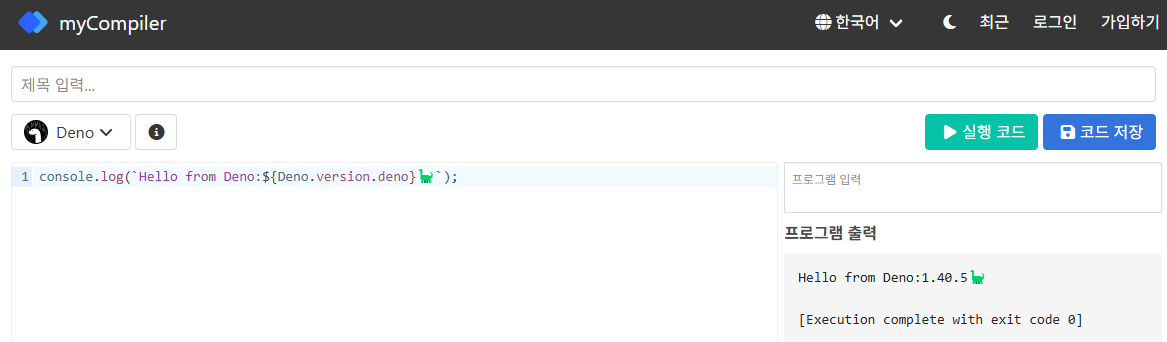 myCompiler
한국어
최근
로그인
가입하기
제목 입력...
Deno
실행 코드
코드 저장
1 console.log(`Hello from Deno:${Deno.version.deno}🦕`);
프로그램 입력
프로그램 출력
Hello from Deno:1.40.5🦕
[Execution complete with exit code 0]